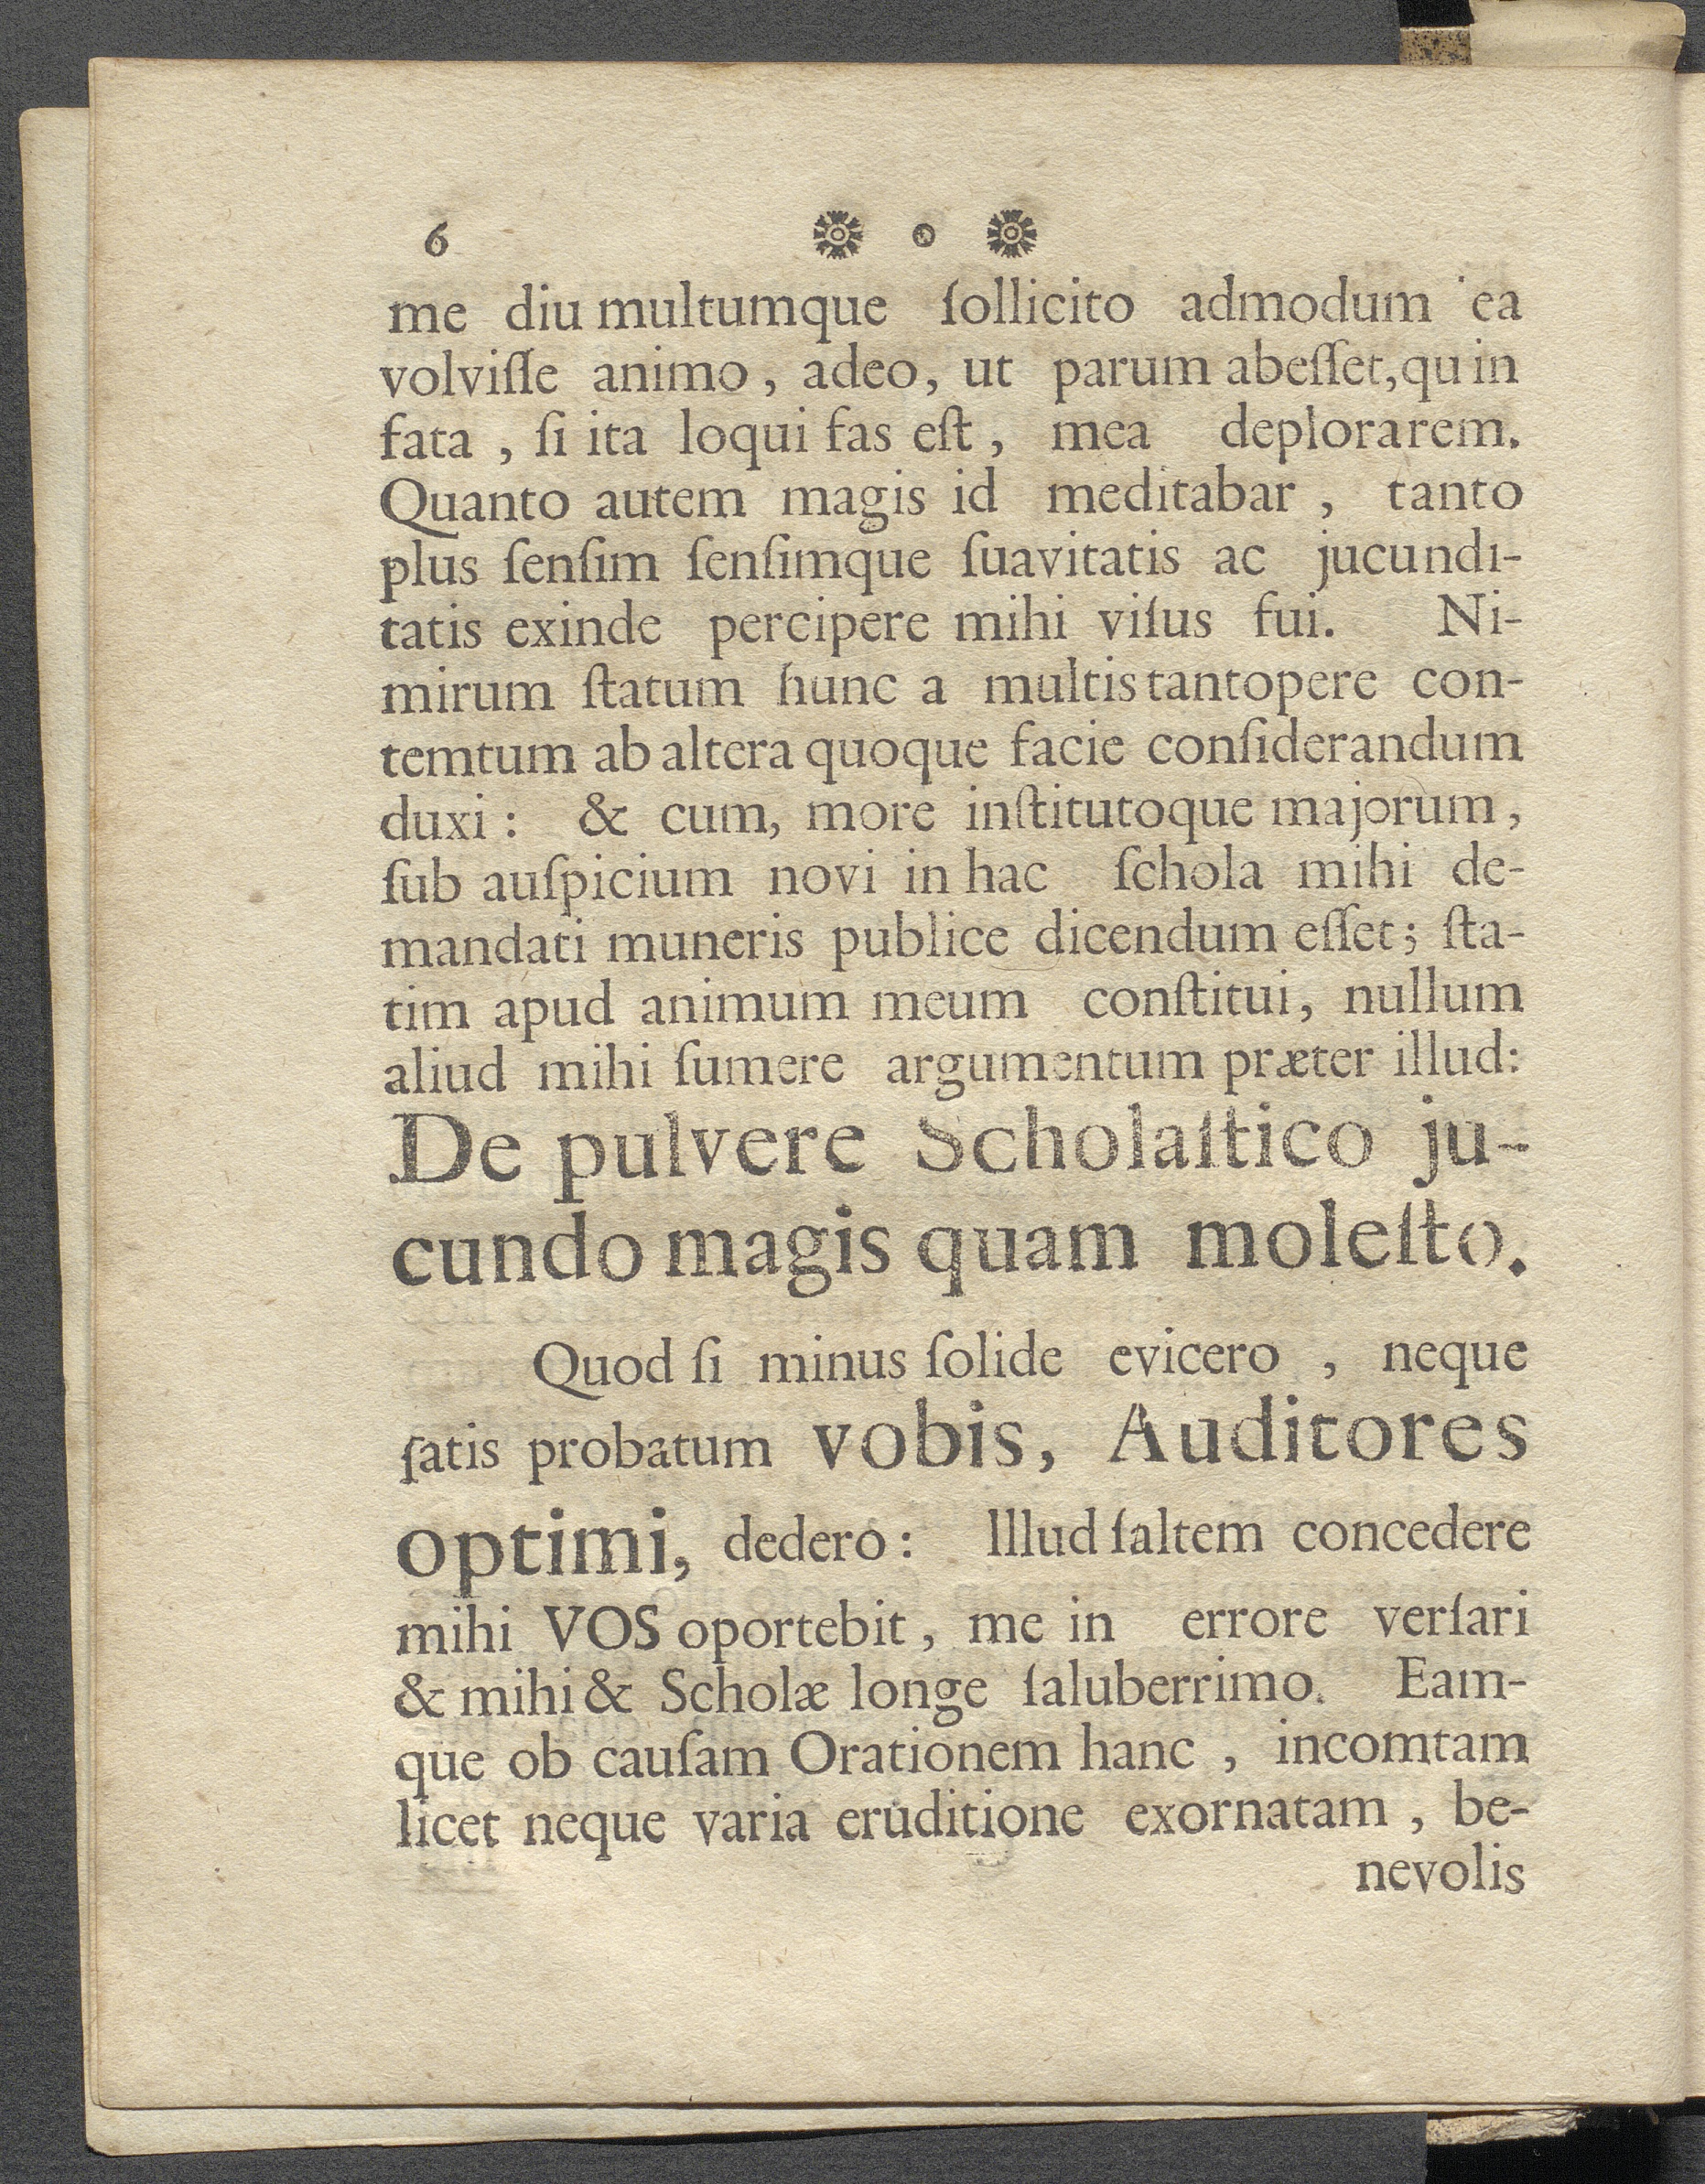 6
me diu multumque ſollicito admodum ea
volviſſe animo, adeo, ut parum abeſſet, quin
fata, ſi ita loqui fas eſt, mea deplorarem.
Quanto autem magis id meditabar, tanto
plus ſenſim ſenſimque ſuavitatis ac jucundi-
tatis exinde percipere mihi viſus fui. Ni-
mirum ſtatum hunc a multis tantopere con-
temtum ab altera quoque facie conſiderandum
duxi: & cum, more inſtitutoque majorum,
ſub auſpicium novi in hac ſchola mihi de-
mandati muneris publice dicendum eſſet; ſta-
tim apud animum meum conſtitui, nullum
aliud mihi ſumere argumentum præter illud:
De pulvere Scholaſtico ju-
cundo magis quam moleſto.
Quod ſi minus ſolide evicero, neque
ſatis probatum vobis, Auditores
optimi, dedero: Illud ſaltem concedere
mihi VOS oportebit, me in errore verſari
& mihi & Scholæ longe ſaluberrimo. Eam-
que ob cauſam Orationem hanc, incomtam
licet neque varia eruditione exornatam, be-
nevolis